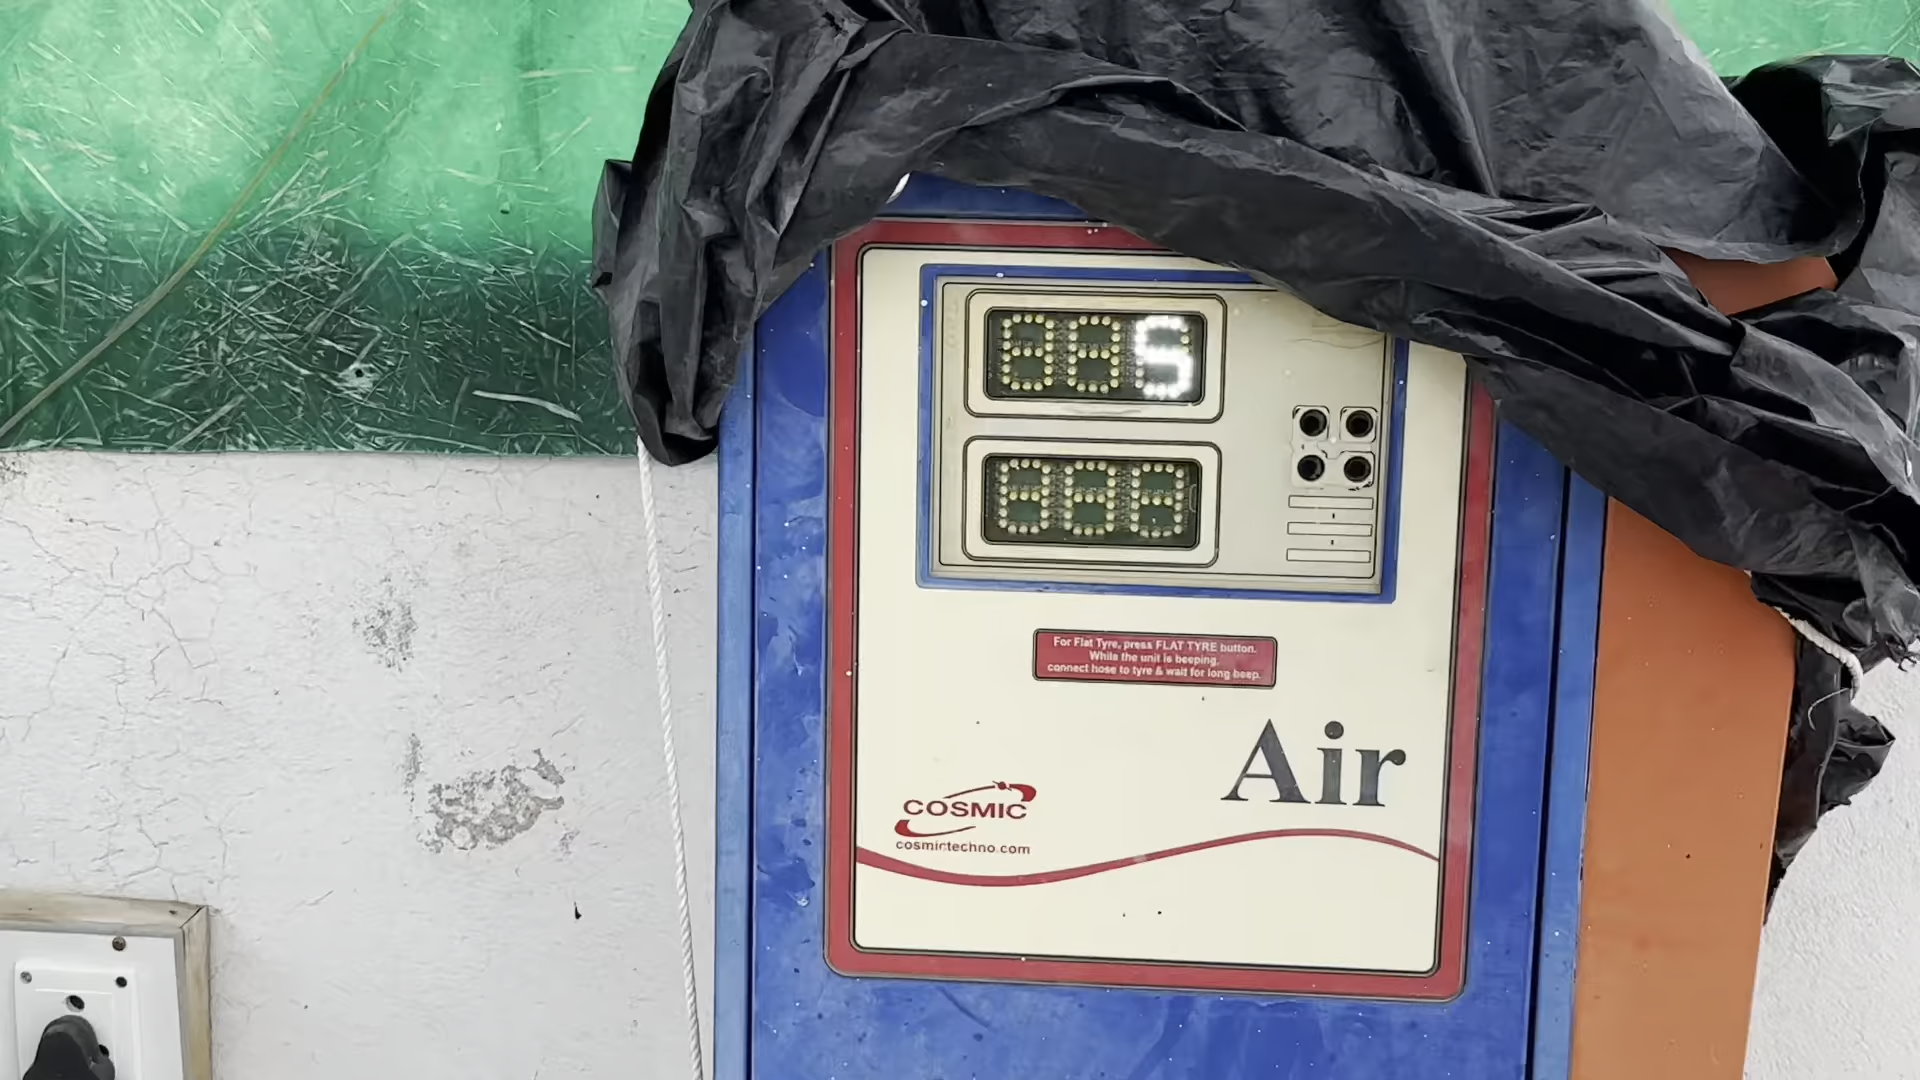 5
For Flat Tyre, press FLAT TYRE button.
While the unit is beeping,
connect hose to tyre & wait for long beep.
Air
COSMIC
cosmictechno.com